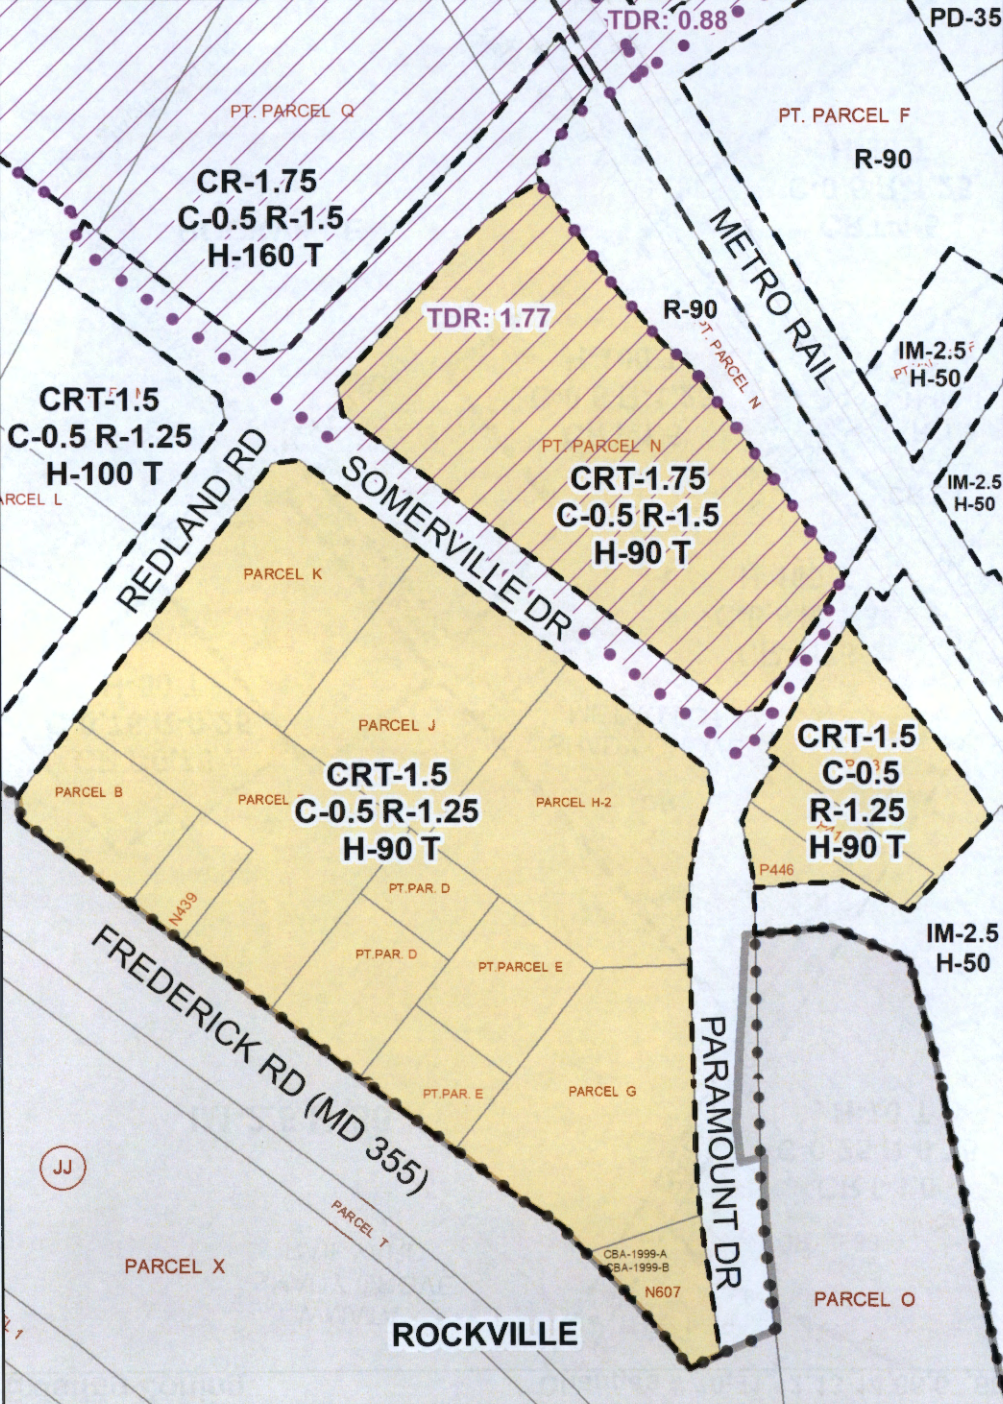 TDR: 0.88
PD-35
PT. PARCEL Q
PT. PARCEL F
R-90
CR-1.75
C-0.5 R-1.5
H-160 T
METRO RAIL
TDR: 1.77
R-90
PT. PARCEL N
IM-2.5
H-50
CRT-1.5
C-0.5 R-1.25
H-100 T
PARCEL L
REDLAND RD
SOMERVILLE DR
PT. PARCEL N
CRT-1.75
C-0.5 R-1.5
H-90 T
IM-2.5
H-50
PARCEL K
PARCEL J
CRT-1.5
C-0.5 R-1.25
H-90 T
PARCEL B
PARCEL
PARCEL H-2
CRT-1.5
C-0.5
R-1.25
H-90 T
P446
N439
PT.PAR. D
PT.PAR. D
PT.PARCEL E
IM-2.5
H-50
FREDERICK RD (MD 355)
PARAMOUNT DR
PT.PAR. E
PARCEL G
JJ
PARCEL T
PARCEL X
CBA-1999-A
CBA-1999-B
N607
PARCEL O
ROCKVILLE